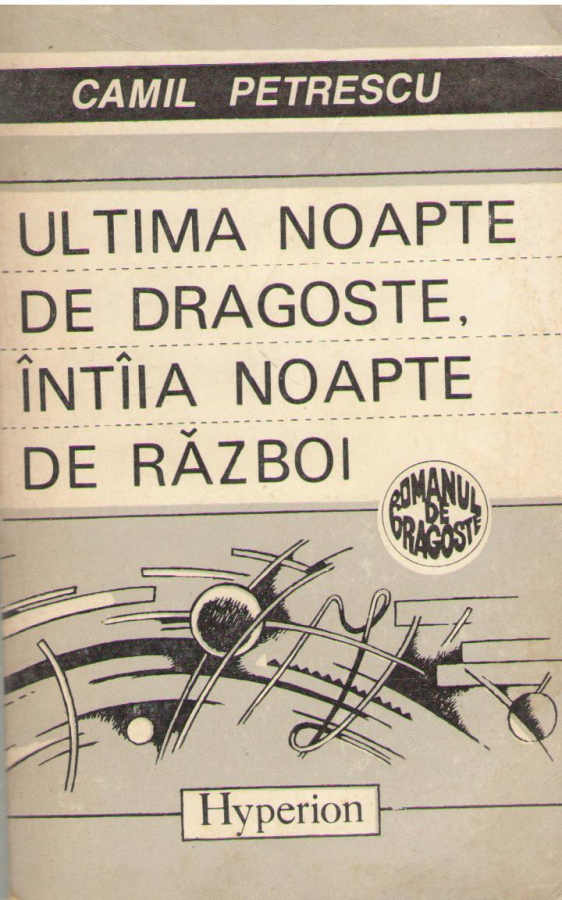 CAMIL PETRESCU
ULTIMA NOAPTE
DE DRAGOSTE,
ÎNTÎIA NOAPTE
DE RĂZBOI
ROMANUL
DE
DRAGOSTE
Hyperion